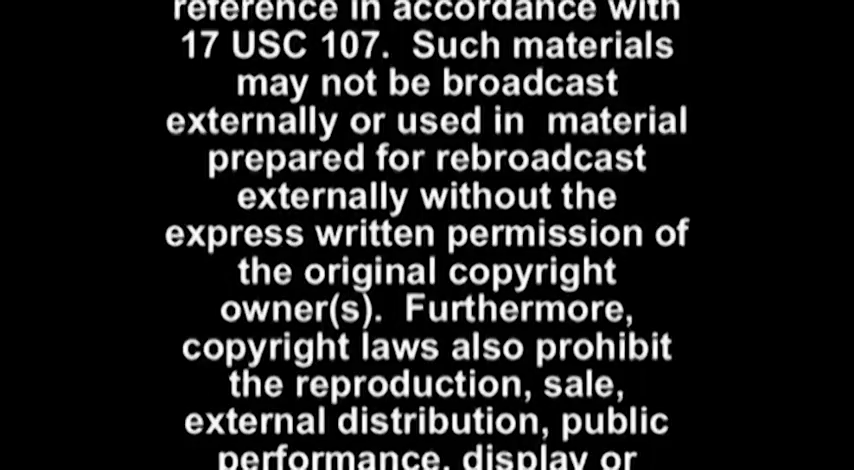 reference in accordance with
17 USC 107.  Such materials
may not be broadcast
externally or used in  material
prepared for rebroadcast
externally without the
express written permission of
the original copyright
owner(s).  Furthermore,
copyright laws also prohibit
the reproduction, sale,
external distribution, public
performance, display or